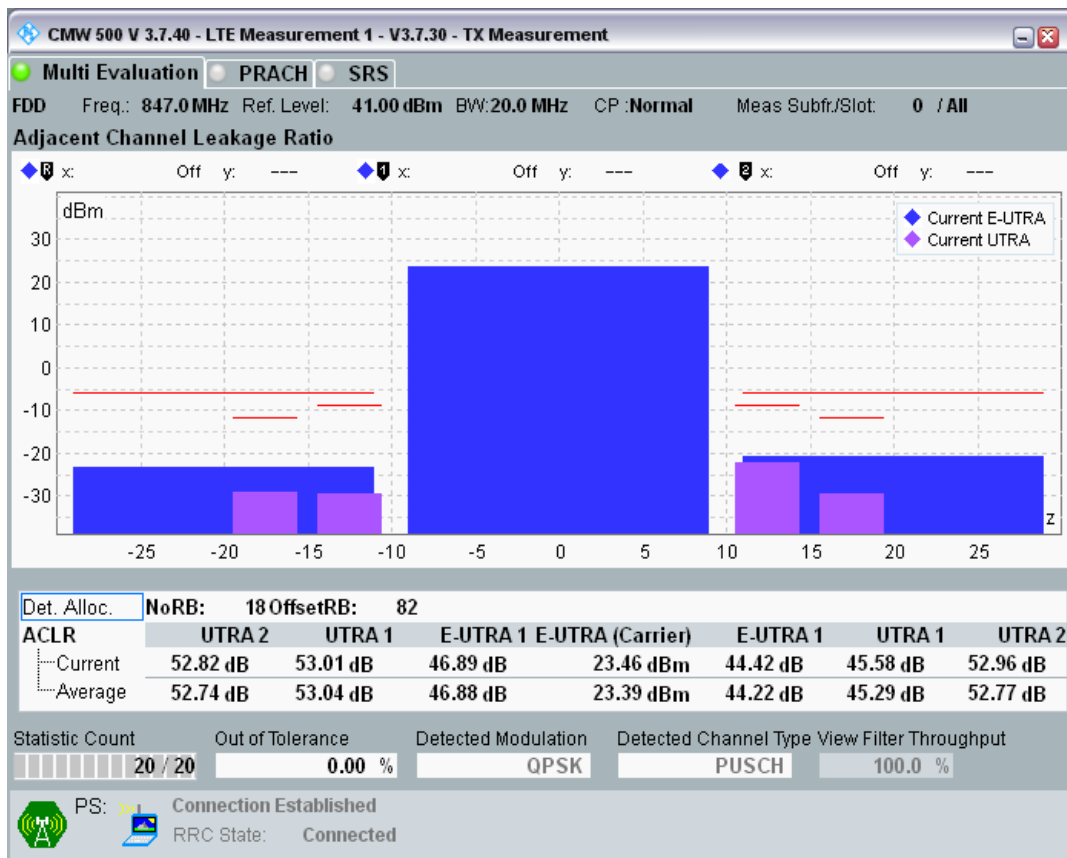 CMW 500 V 3.7.40 - LTE Measurement 1 - V3.7.30 - TX Measurement
Multi Evaluation PRACH SRS
FDD Freq.: 847.0 MHz Ref. Level: 41.00 dBm BW:20.0 MHz CP :Normal Meas Subfr./Slot: 0 / All
Adjacent Channel Leakage Ratio
R x: Off y: --- 1 x: Off y: --- 2 x: Off y: ---
dBm
Current E-UTRA
Current UTRA
30
20
10
0
-10
-20
-30
z
-25 -20 -15 -10 -5 0 5 10 15 20 25
Det. Alloc. NoRB: 18 OffsetRB: 82
ACLR UTRA 2 UTRA 1 E-UTRA 1 E-UTRA (Carrier) E-UTRA 1 UTRA 1 UTRA 2
Current 52.82 dB 53.01 dB 46.89 dB 23.46 dBm 44.42 dB 45.58 dB 52.96 dB
Average 52.74 dB 53.04 dB 46.88 dB 23.39 dBm 44.22 dB 45.29 dB 52.77 dB
Statistic Count Out of Tolerance Detected Modulation Detected Channel Type View Filter Throughput
20 / 20 0.00 % QPSK PUSCH 100.0 %
PS: Connection Established
RRC State: Connected